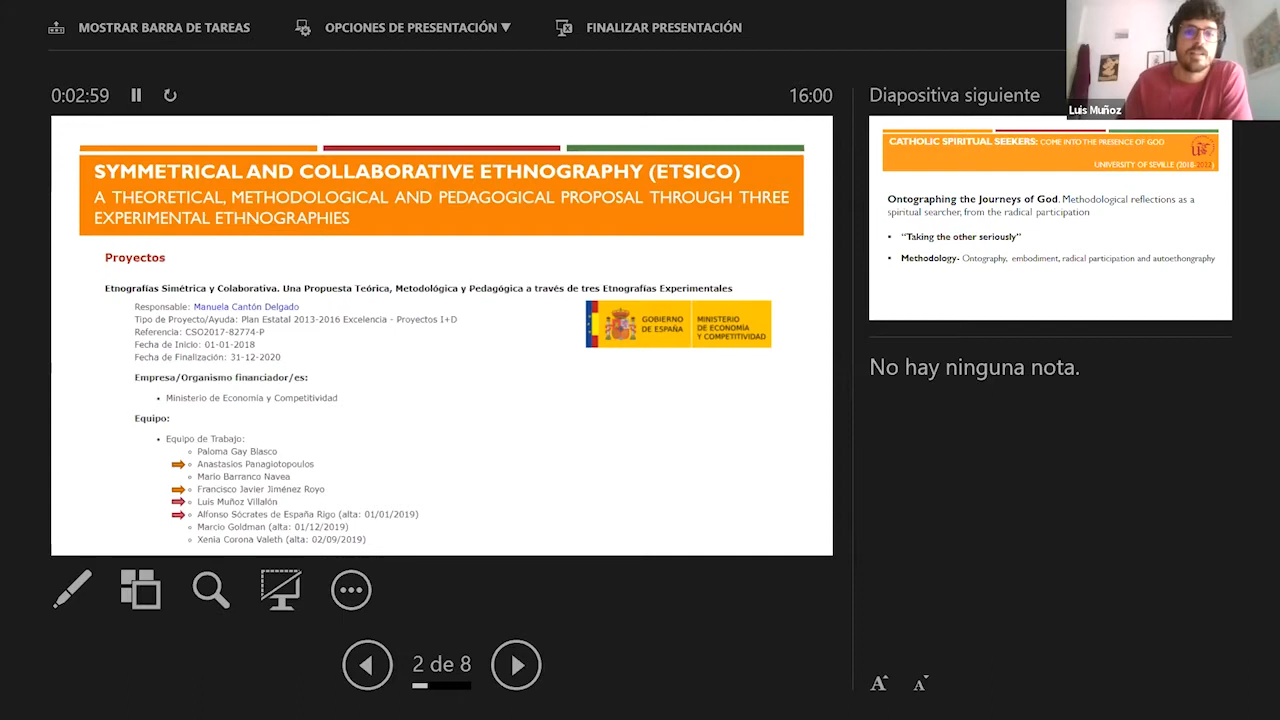 MOSTRAR BARRA DE TAREAS
OPCIONES DE PRESENTACIÓN ▼
FINALIZAR PRESENTACIÓN
Luis Muñoz
0:02:59
16:00
SYMMETRICAL AND COLLABORATIVE ETHNOGRAPHY (ETSICO)
A THEORETICAL, METHODOLOGICAL AND PEDAGOGICAL PROPOSAL THROUGH THREE
EXPERIMENTAL ETHNOGRAPHIES
Proyectos
Etnografías Simétrica y Colaborativa. Una Propuesta Teórica, Metodológica y Pedagógica a través de tres Etnografías Experimentales
Responsable: Manuela Cantón Delgado
Tipo de Proyecto/Ayuda: Plan Estatal 2013-2016 Excelencia - Proyectos I+D
Referencia: CSO2017-82774-P
Fecha de Inicio: 01-01-2018
Fecha de Finalización: 31-12-2020
GOBIERNO
DE ESPAÑA
MINISTERIO
DE ECONOMÍA
Y COMPETITIVIDAD
Empresa/Organismo financiador/es:
• Ministerio de Economía y Competitividad
Equipo:
• Equipo de Trabajo:
Paloma Gay Blasco
Anastasios Panagiotopoulos
Mario Barranco Navea
Francisco Javier Jiménez Royo
Luis Muñoz Villalón
Alfonso Sócrates de España Rigo (alta: 01/01/2019)
Marcio Goldman (alta: 01/12/2019)
Xenia Corona Valeth (alta: 02/09/2019)
2 de 8
Diapositiva siguiente
CATHOLIC SPIRITUAL SEEKERS: COME INTO THE PRESENCE OF GOD
UNIVERSITY OF SEVILLE (2018-2023)
Ontographing the Journeys of God. Methodological reflections as a
spiritual searcher, from the radical participation
• “Taking the other seriously”
• Methodology- Ontography, embodiment, radical participation and autoethongraphy
No hay ninguna nota.
A A